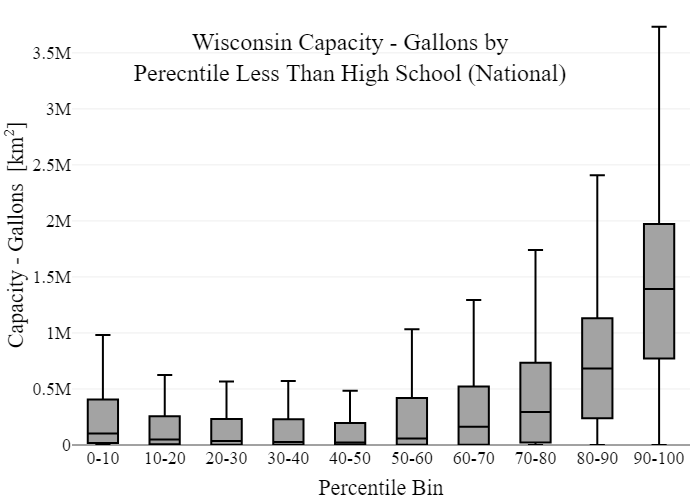 Wisconsin Capacity - Gallons by
Perecntile Less Than High School (National)
Capacity - Gallons [km²]
3.5M
3M
2.5M
2M
1.5M
1M
0.5M
0
0-10 10-20 20-30 30-40 40-50 50-60 60-70 70-80 80-90 90-100
Percentile Bin